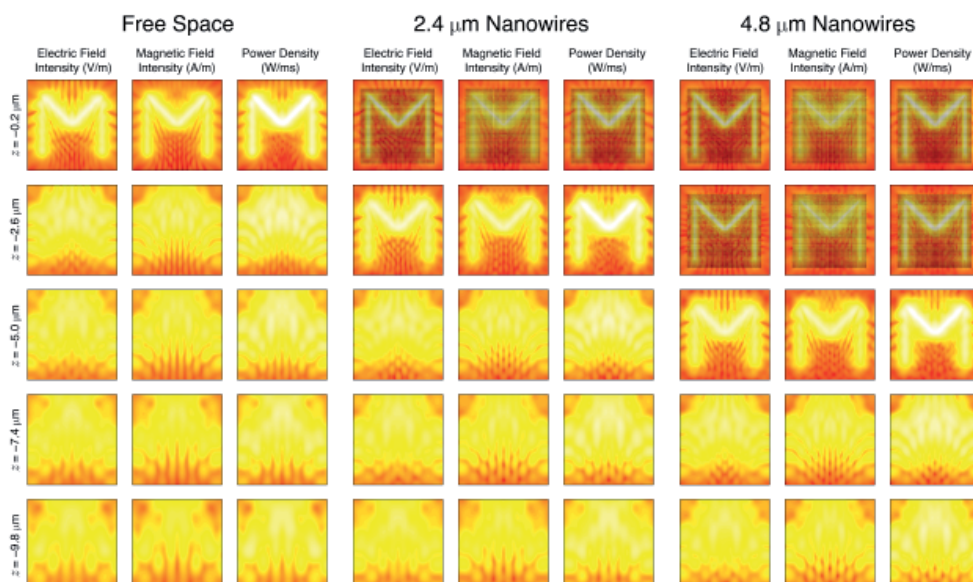 Free Space 2.4 μm Nanowires 4.8 μm Nanowires
Electric Field Intensity (V/m) Magnetic Field Intensity (A/m) Power Density (W/ms) Electric Field Intensity (V/m) Magnetic Field Intensity (A/m) Power Density (W/ms) Electric Field Intensity (V/m) Magnetic Field Intensity (A/m) Power Density (W/ms)
z = −0.2 μm
z = −2.6 μm
z = −5.0 μm
z = −7.4 μm
z = −9.8 μm